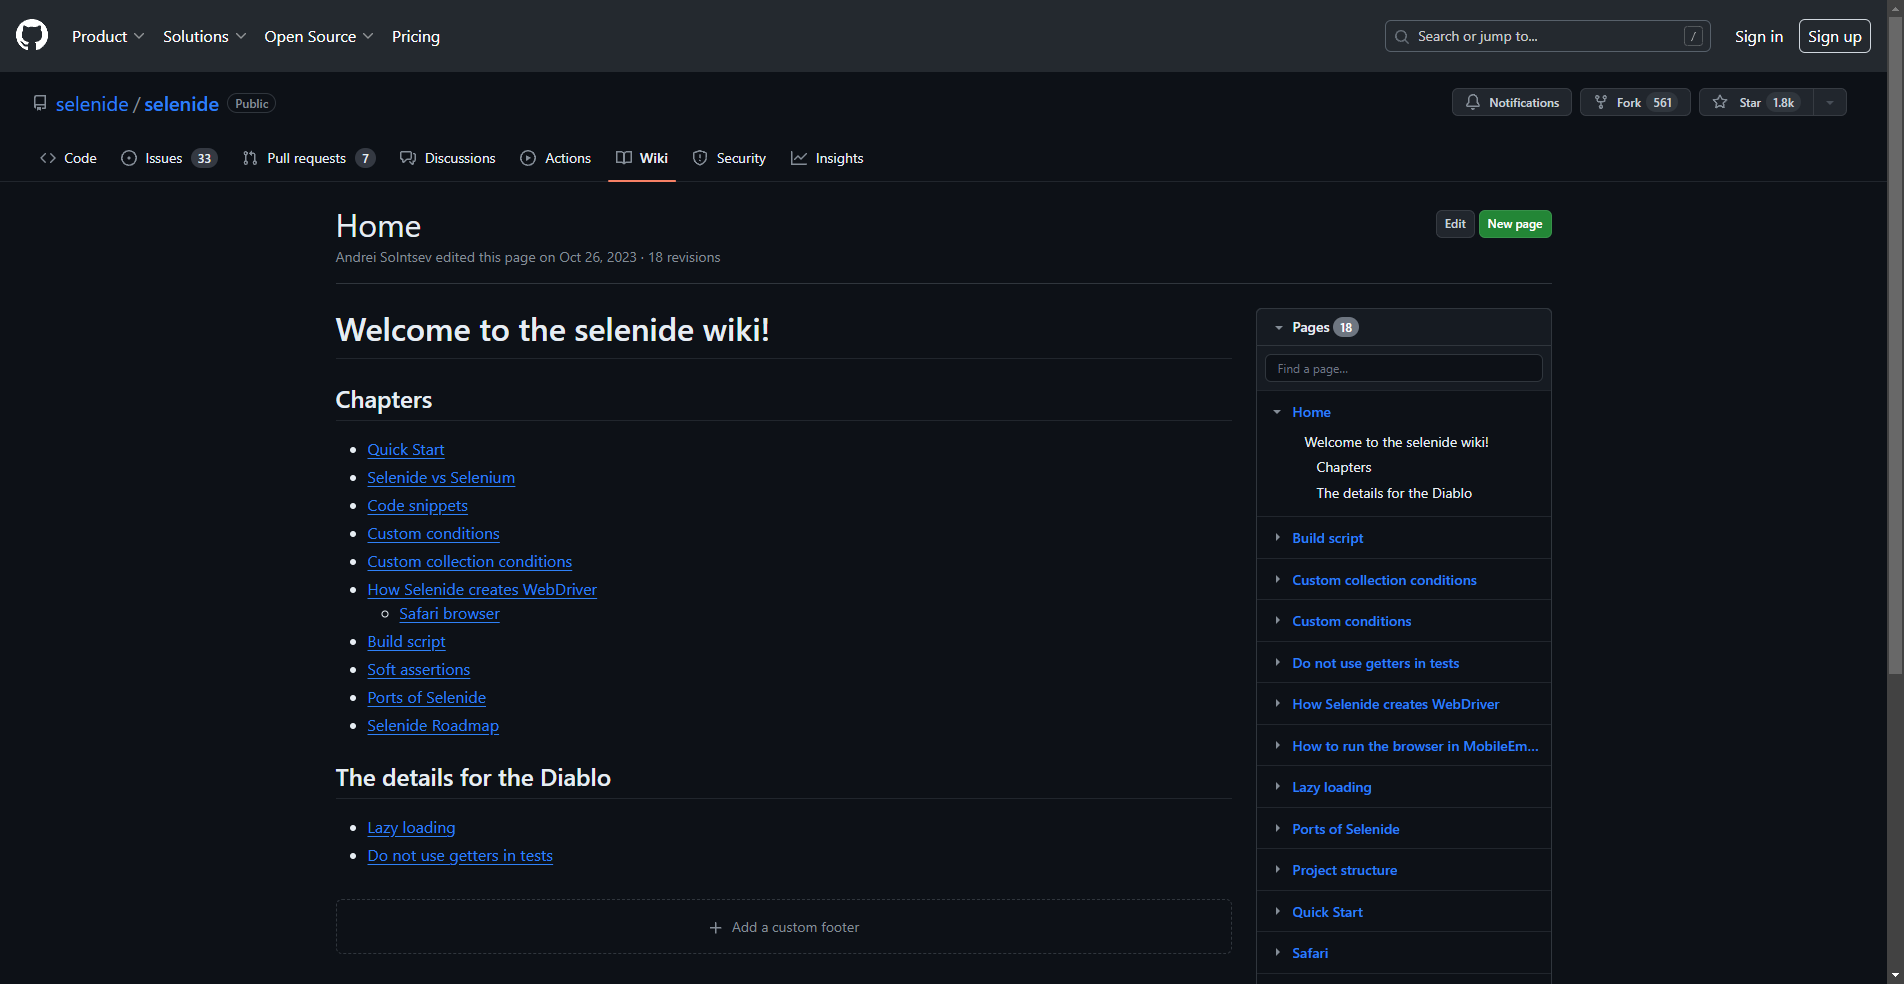 Product Solutions Open Source Pricing Search or jump to... / Sign in Sign up
selenide / selenide Public Notifications Fork 561 Star 1.8k
Code Issues 33 Pull requests 7 Discussions Actions Wiki Security Insights
Home Edit New page
Andrei Solntsev edited this page on Oct 26, 2023 · 18 revisions
Welcome to the selenide wiki!
Chapters
Quick Start
Selenide vs Selenium
Code snippets
Custom conditions
Custom collection conditions
How Selenide creates WebDriver
Safari browser
Build script
Soft assertions
Ports of Selenide
Selenide Roadmap
The details for the Diablo
Lazy loading
Do not use getters in tests
Add a custom footer
Pages 18
Find a page...
Home
Welcome to the selenide wiki!
Chapters
The details for the Diablo
Build script
Custom collection conditions
Custom conditions
Do not use getters in tests
How Selenide creates WebDriver
How to run the browser in MobileEm...
Lazy loading
Ports of Selenide
Project structure
Quick Start
Safari